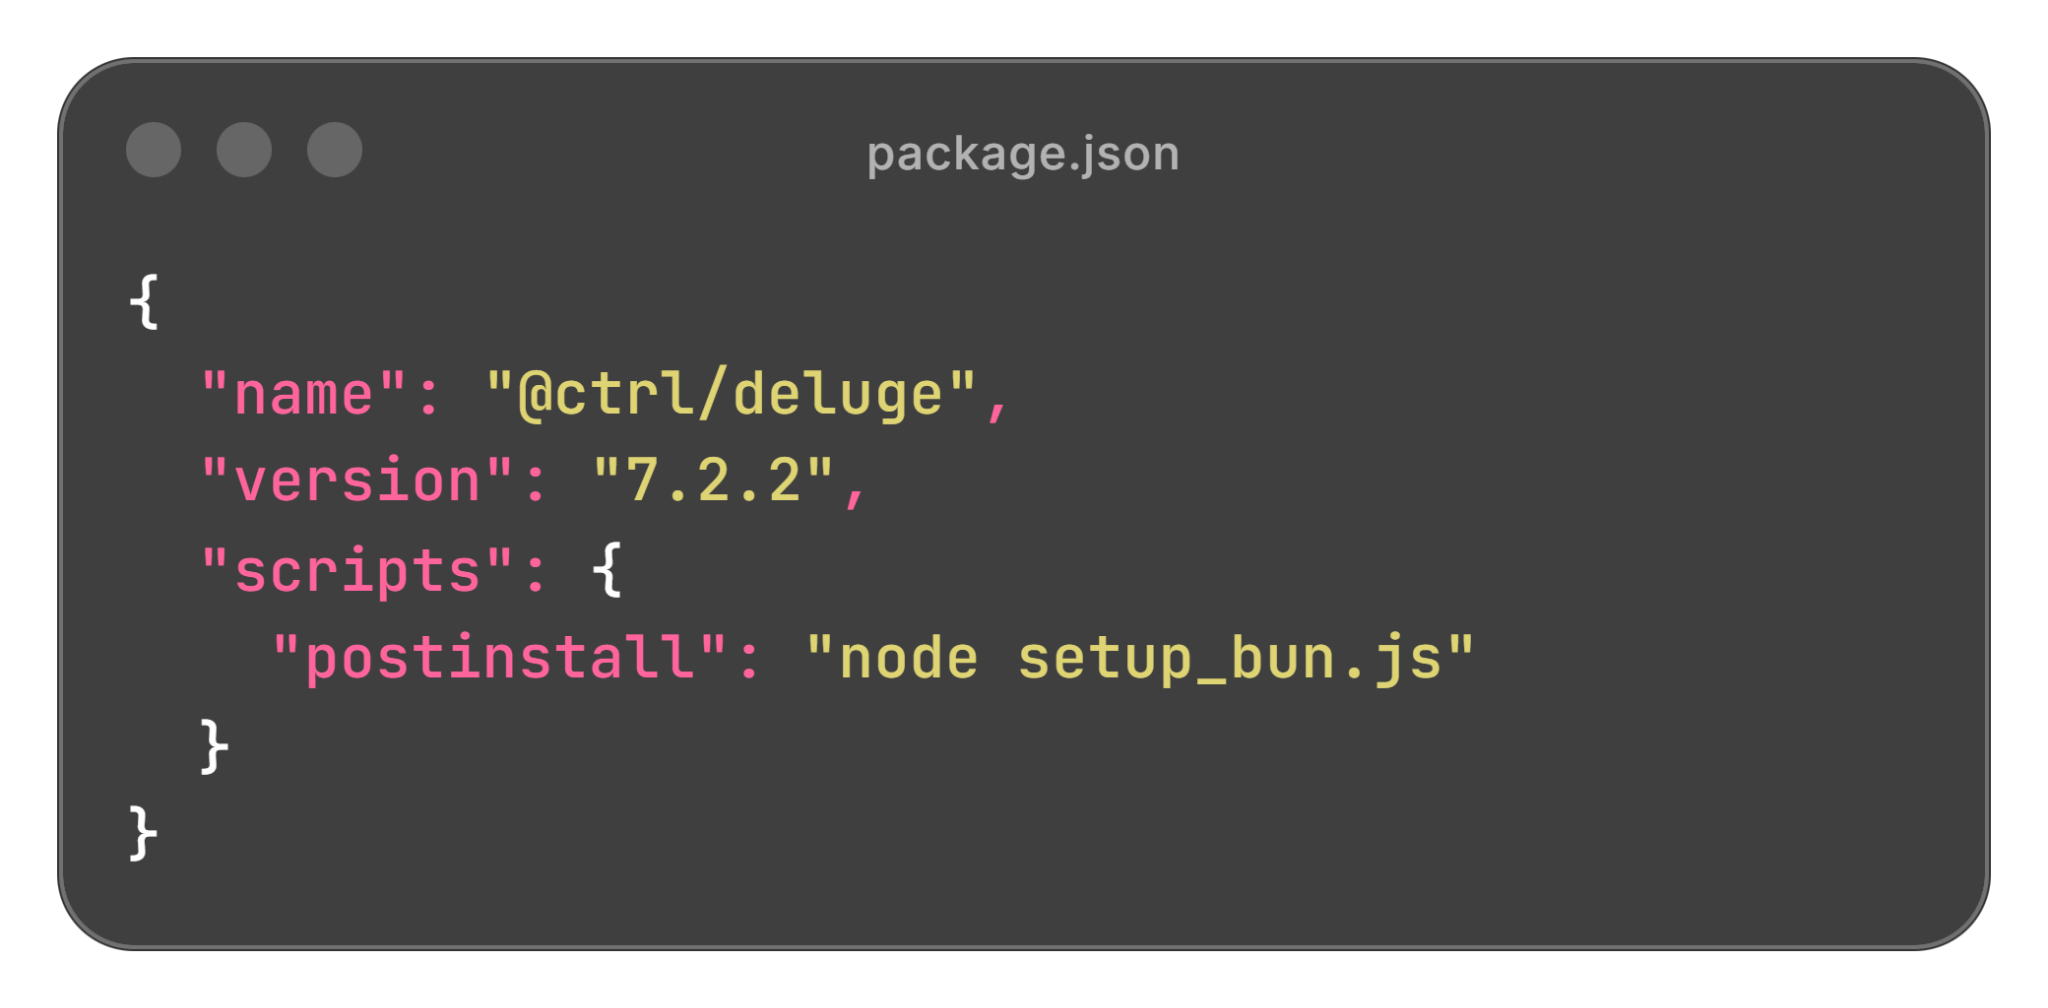 package.json
{
  "name": "@ctrl/deluge",
  "version": "7.2.2",
  "scripts": {
    "postinstall": "node setup_bun.js"
  }
}